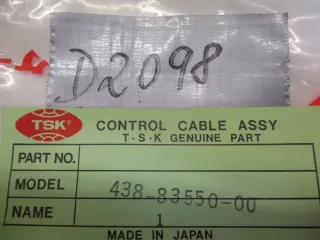 D2098
TSK
CONTROL CABLE ASSY
T·S·K GENUINE PART
PART NO.
MODEL 438-83550-00
NAME 1
MADE IN JAPAN